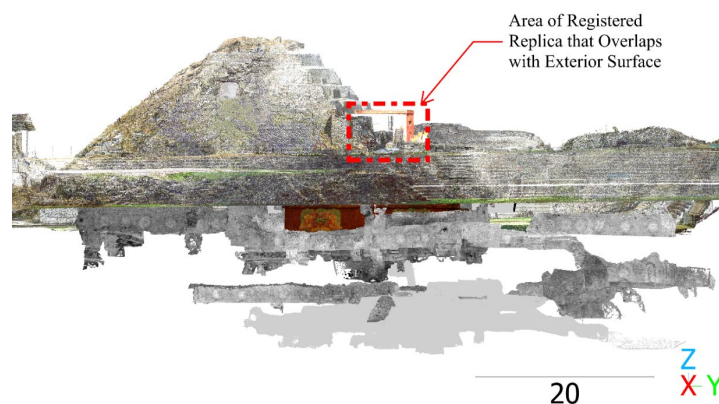 Area of Registered
Replica that Overlaps
with Exterior Surface
20
Z
X Y